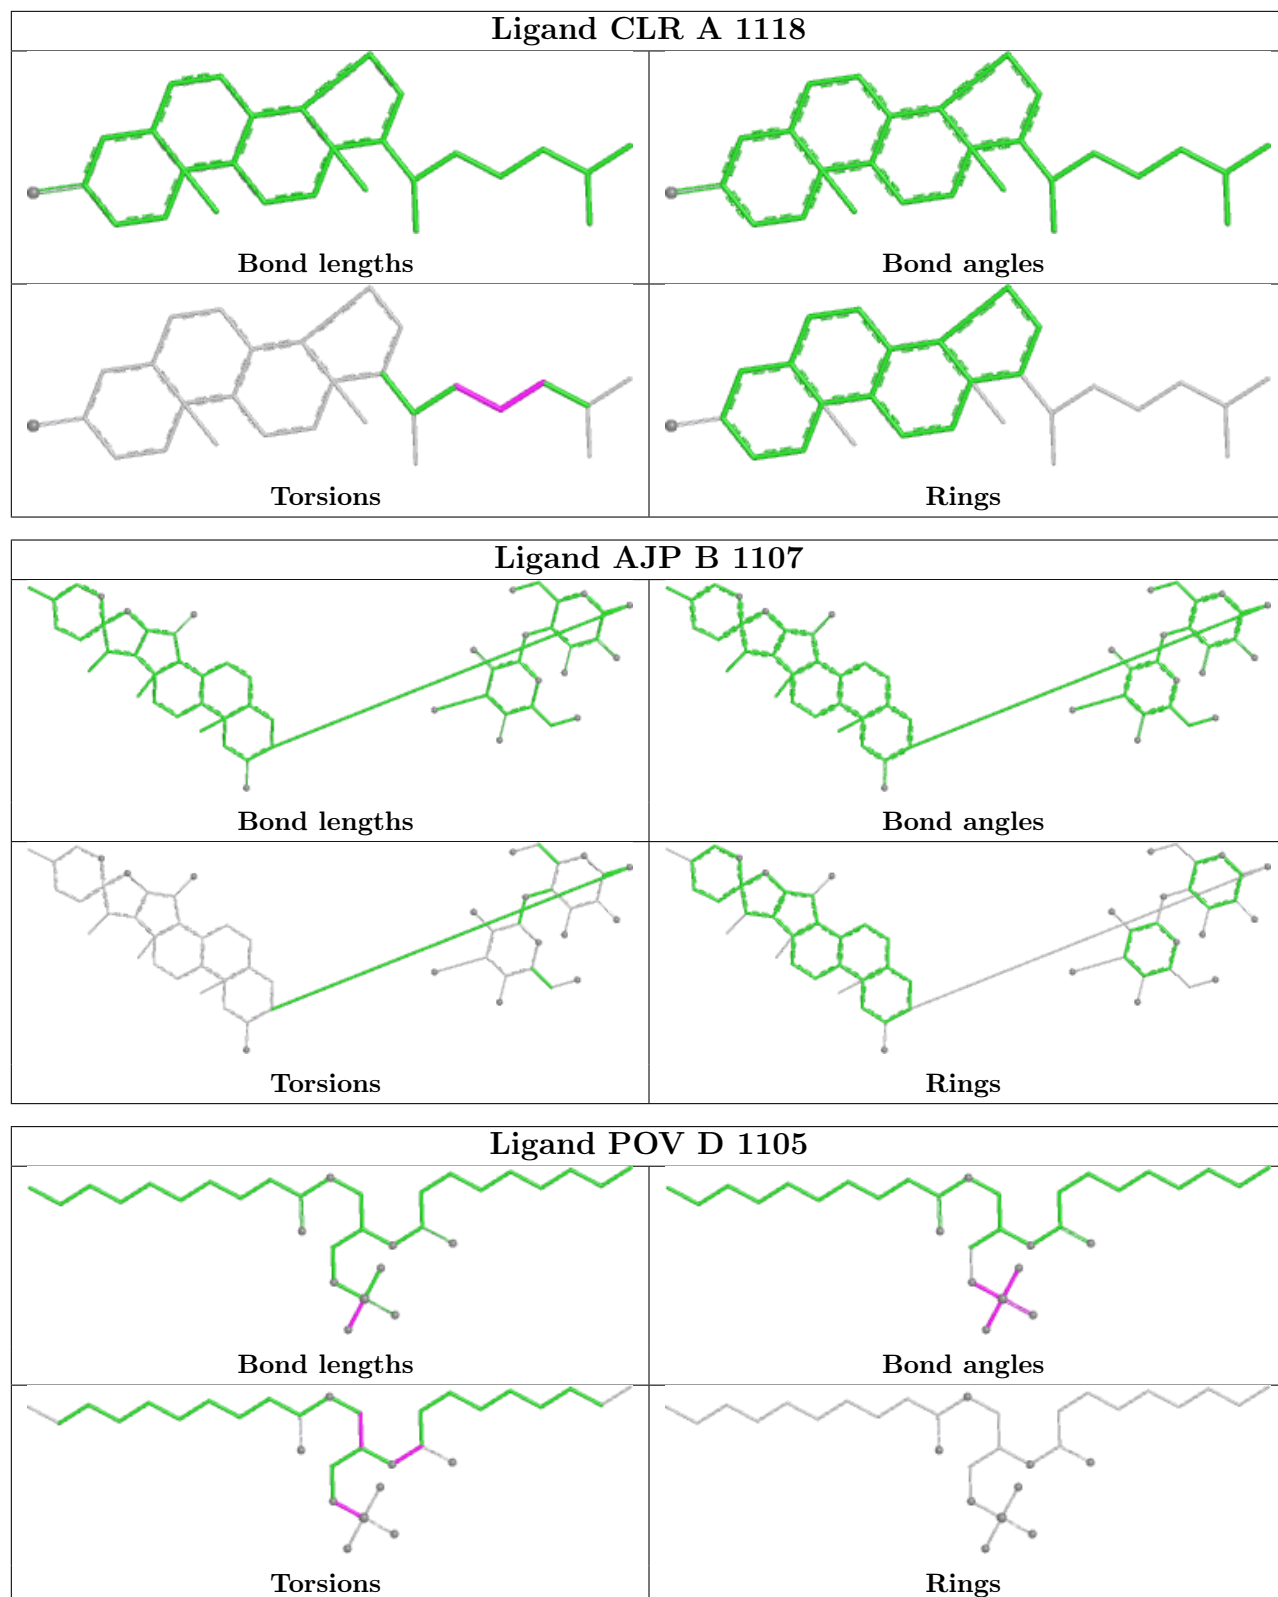 Ligand CLR A 1118
Bond lengths
Bond angles
Torsions
Rings
Ligand AJP B 1107
Bond lengths
Bond angles
Torsions
Rings
Ligand POV D 1105
Bond lengths
Bond angles
Torsions
Rings